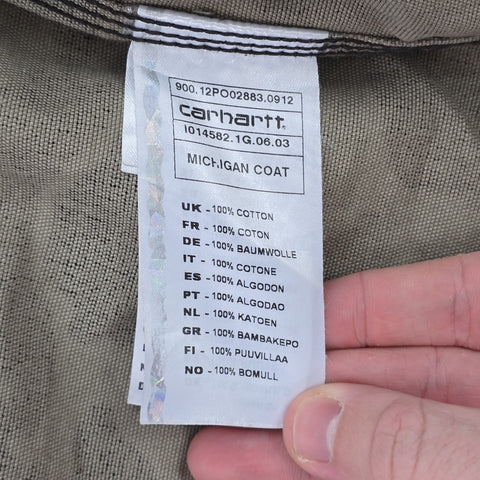 900.12PO02883.0912
carhartt.
I014582.1G.06.03
MICHIGAN COAT
UK - 100% COTTON
FR - 100% COTON
DE - 100% BAUMWOLLE
IT - 100% COTONE
ES - 100% ALGODON
PT - 100% ALGODAO
NL - 100% KATOEN
GR - 100% BAMBAKEPO
FI - 100% PUUVILLAA
NO - 100% BOMULL